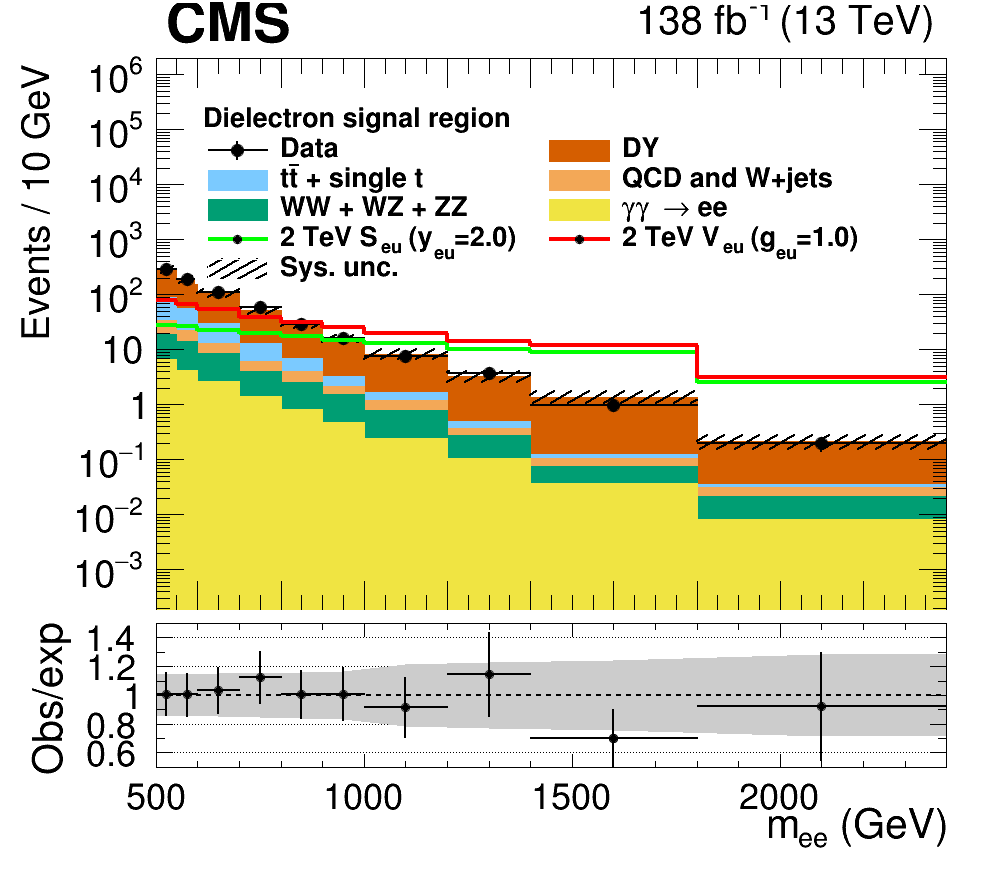 CMS 138 fb⁻¹ (13 TeV)
Events / 10 GeV
10⁶
10⁵
10⁴
10³
10²
10
1
10⁻¹
10⁻²
10⁻³
Dielectron signal region
Data DY
tt̄ + single t QCD and W+jets
WW + WZ + ZZ γγ → ee
2 TeV S_eu (y_eu=2.0) 2 TeV V_eu (g_eu=1.0)
Sys. unc.
Obs/exp
1.4
1.2
1
0.8
0.6
500 1000 1500 2000
m_ee (GeV)